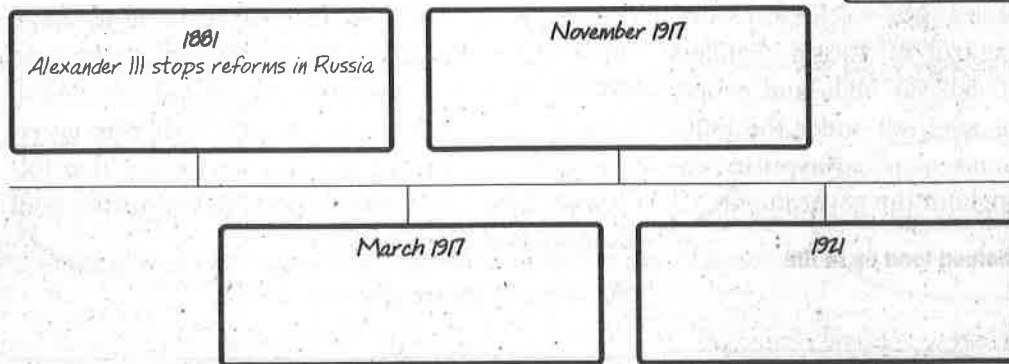 1881
Alexander III stops reforms in Russia
November 1917
March 1917
1921